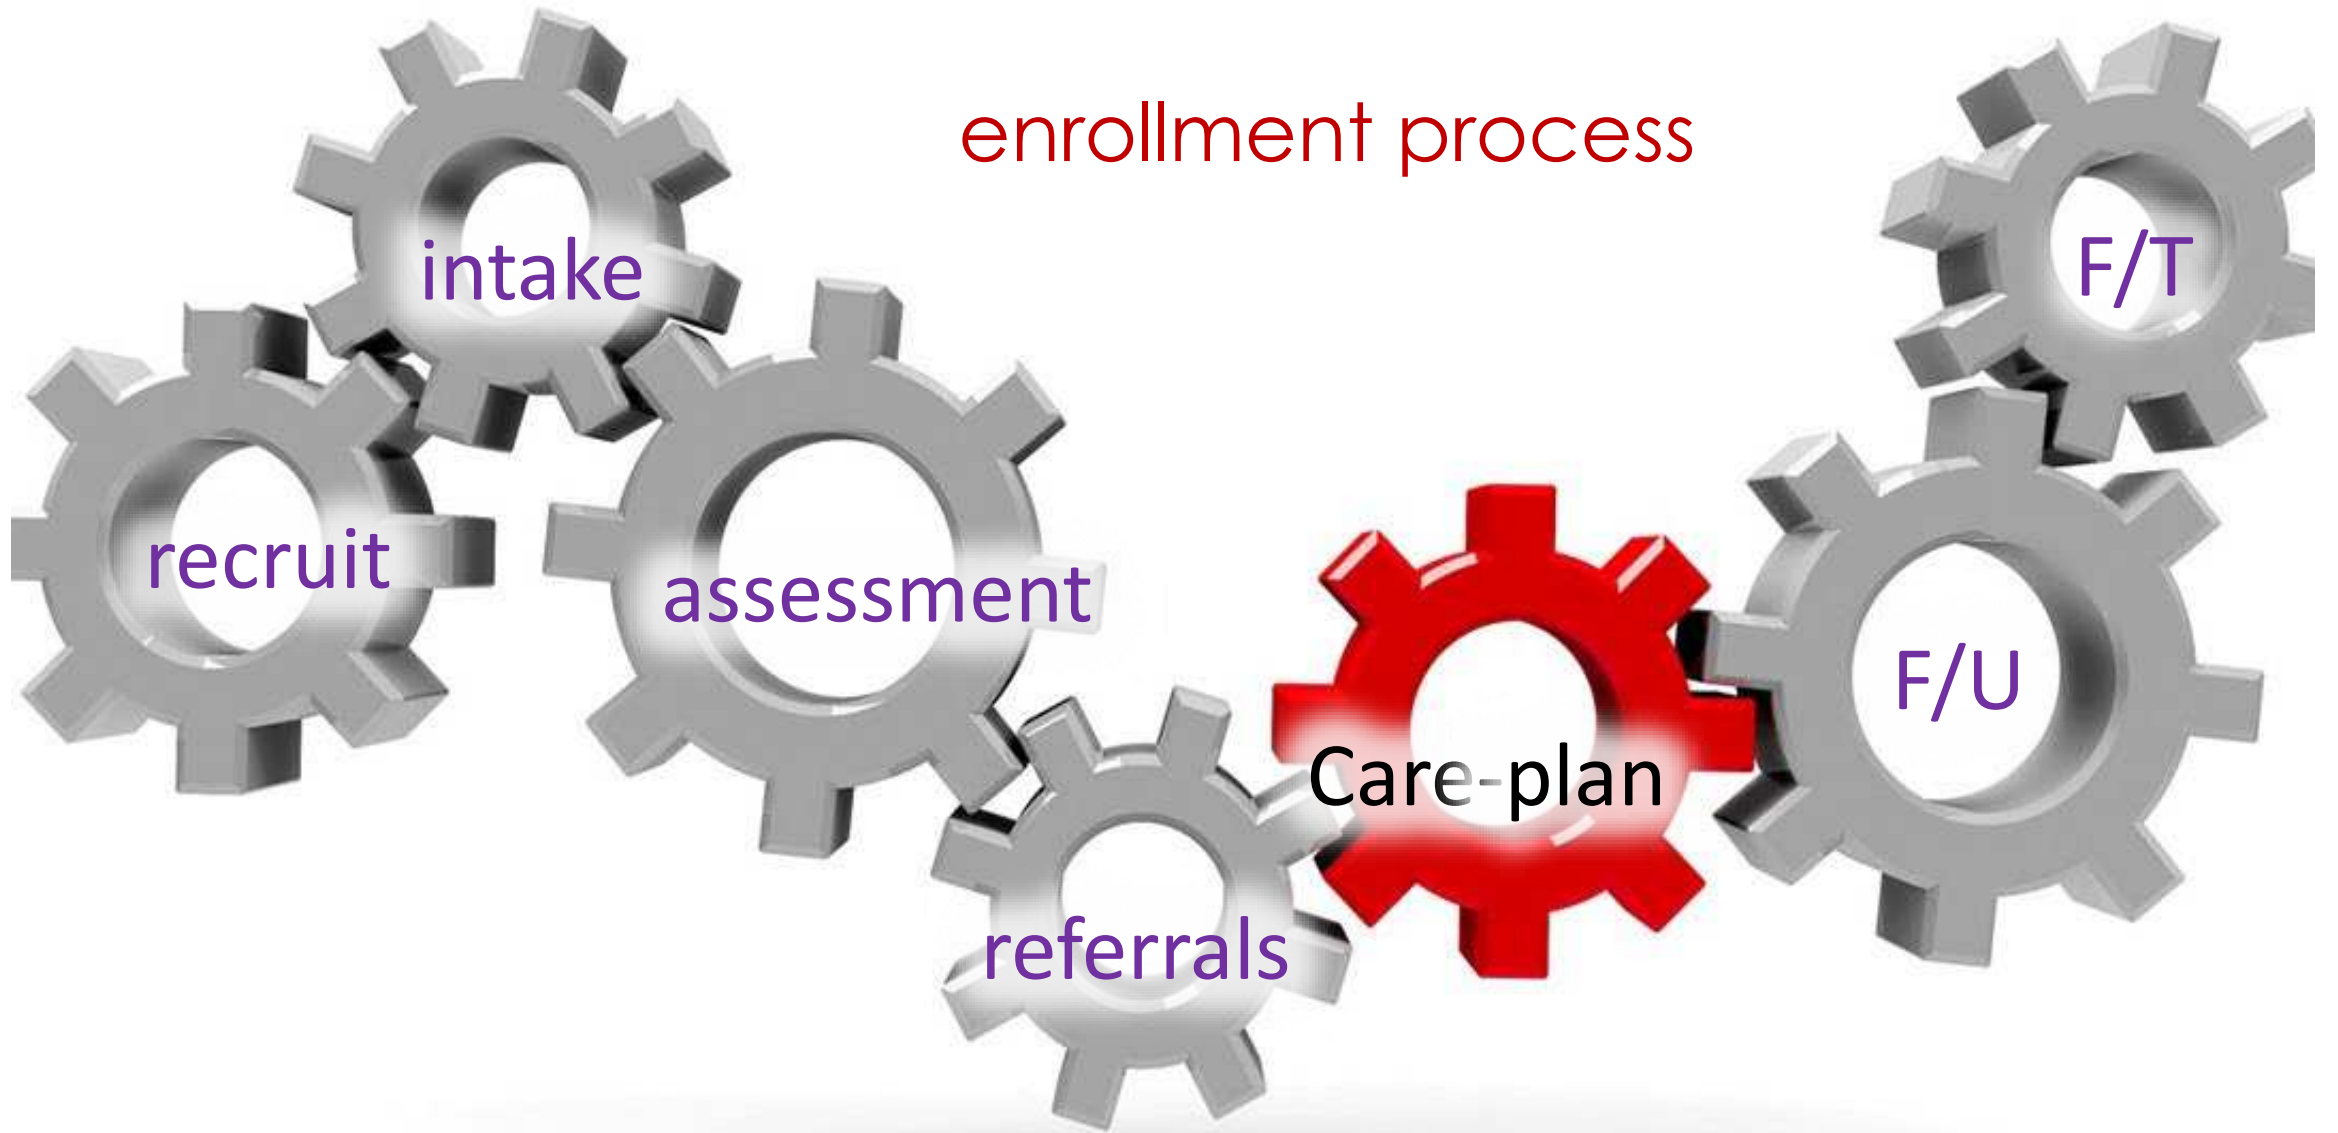 enrollment process
recruit
intake
assessment
referrals
Care-plan
F/U
F/T